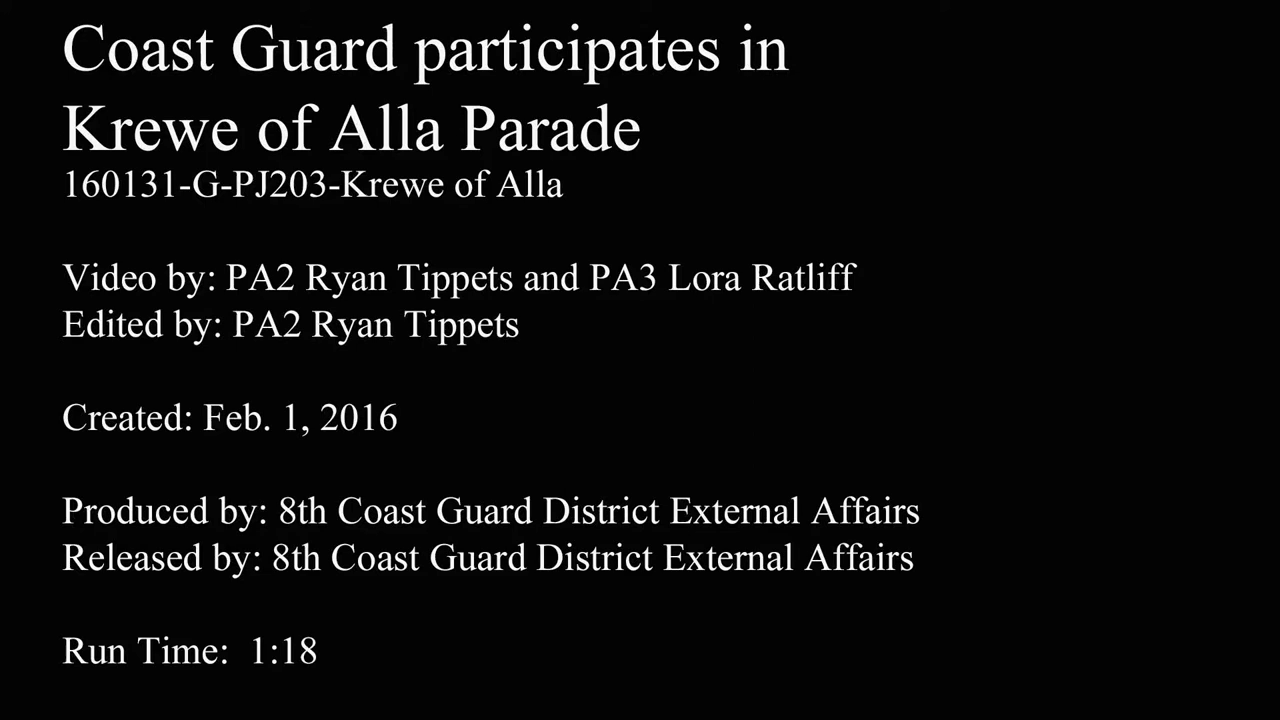 Coast Guard participates in
Krewe of Alla Parade
160131-G-PJ203-Krewe of Alla
Video by: PA2 Ryan Tippets and PA3 Lora Ratliff
Edited by: PA2 Ryan Tippets
Created: Feb. 1, 2016
Produced by: 8th Coast Guard District External Affairs
Released by: 8th Coast Guard District External Affairs
Run Time:  1:18